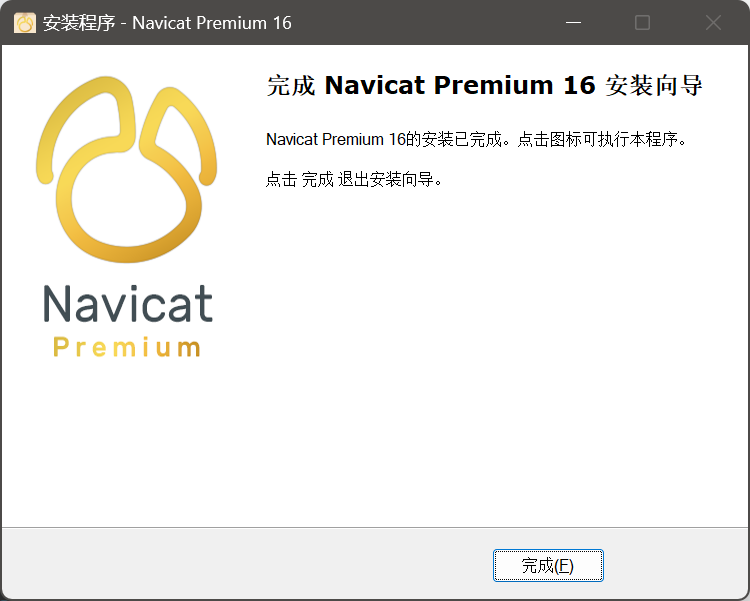 安装程序 - Navicat Premium 16
完成 Navicat Premium 16 安装向导
Navicat Premium 16的安装已完成。点击图标可执行本程序。
点击 完成 退出安装向导。
Navicat
Premium
完成(F)